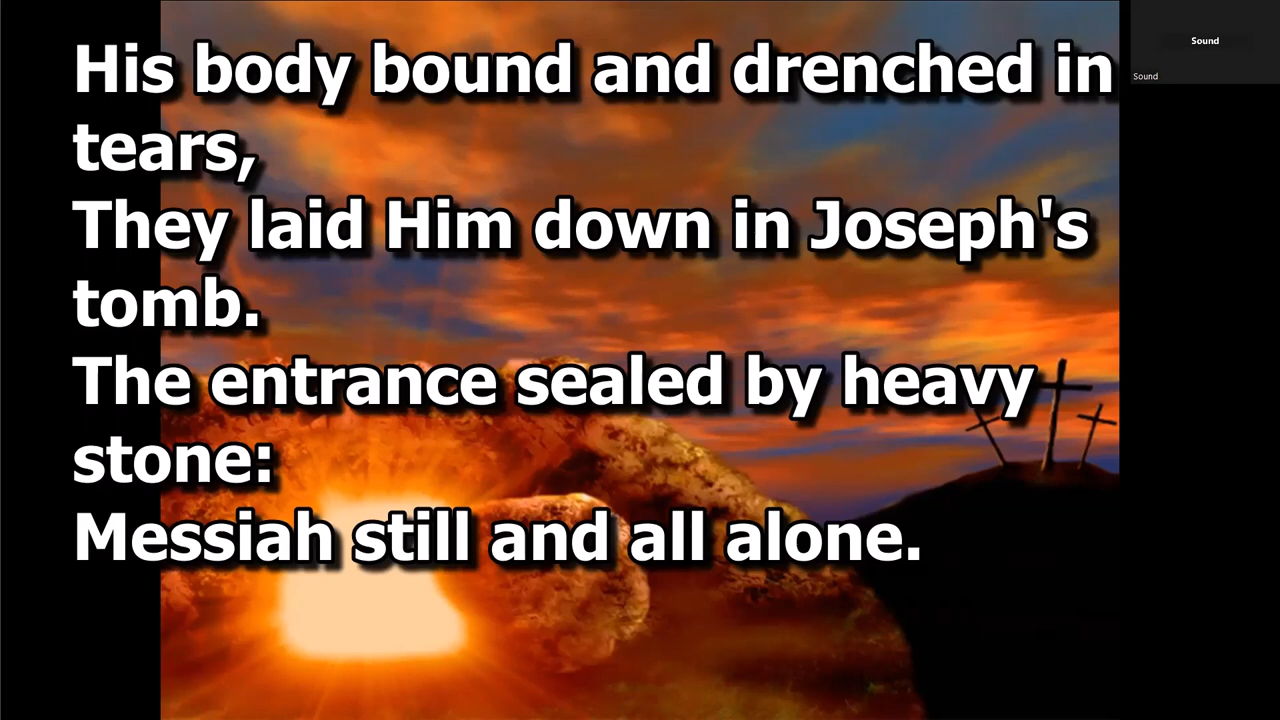 His body bound and drenched in
tears,
They laid Him down in Joseph's
tomb.
The entrance sealed by heavy
stone:
Messiah still and all alone.
Sound
Sound